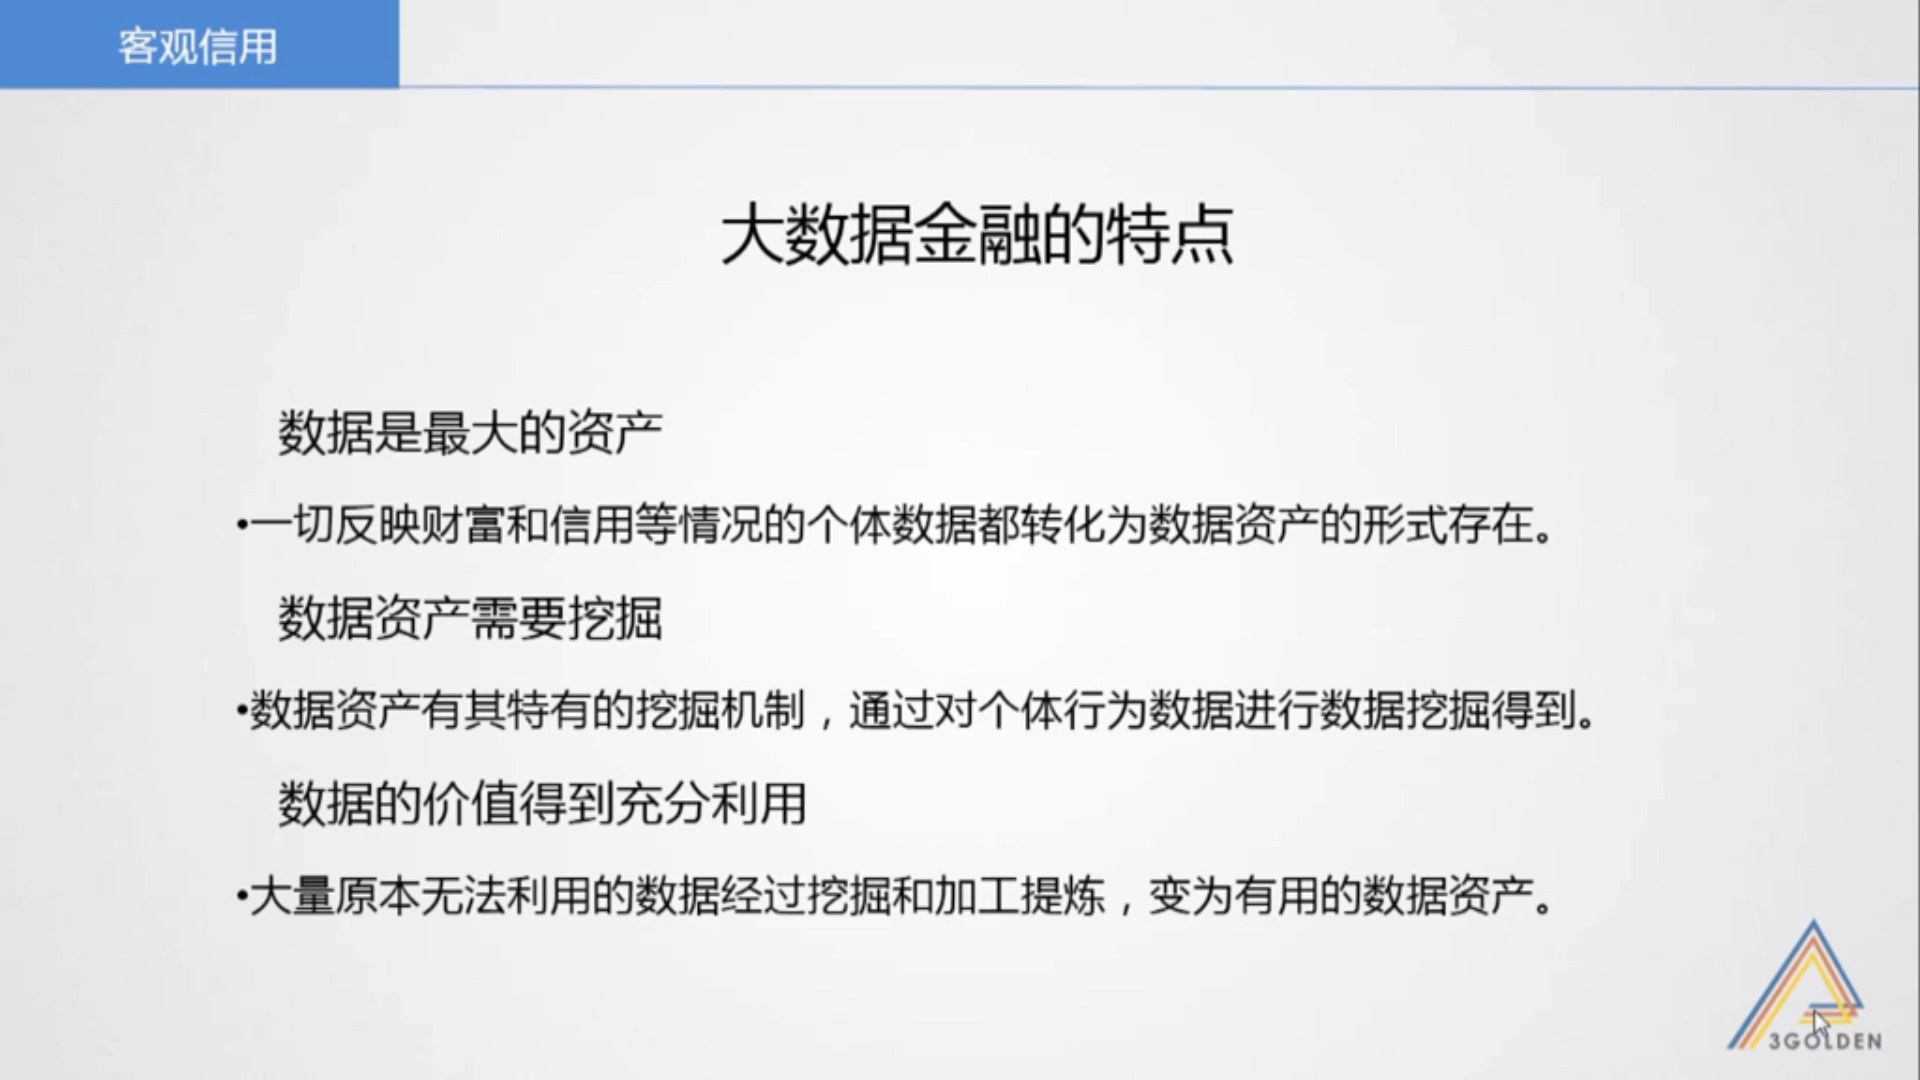 客观信用
大数据金融的特点
数据是最大的资产
•一切反映财富和信用等情况的个体数据都转化为数据资产的形式存在。
数据资产需要挖掘
•数据资产有其特有的挖掘机制，通过对个体行为数据进行数据挖掘得到。
数据的价值得到充分利用
•大量原本无法利用的数据经过挖掘和加工提炼，变为有用的数据资产。
3GOLDEN